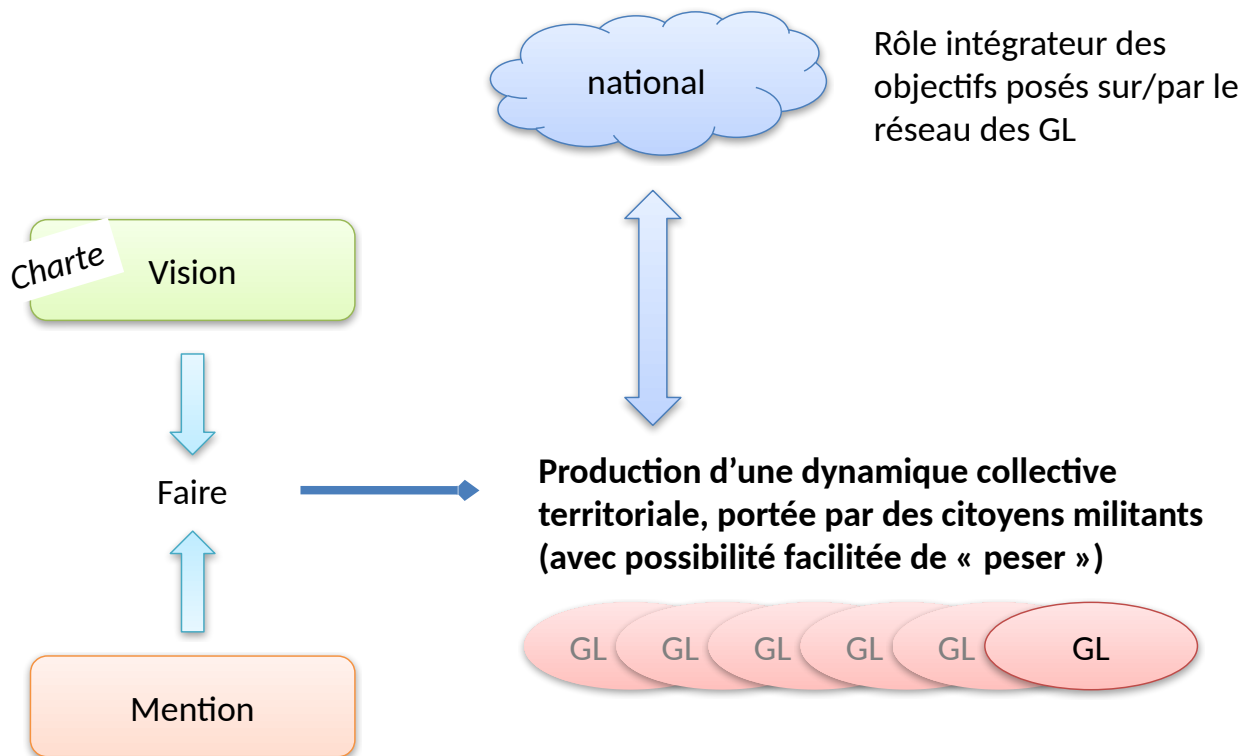 national
Rôle intégrateur des
objectifs posés sur/par le
réseau des GL
Charte
Vision
Faire
Mention
Production d’une dynamique collective
territoriale, portée par des citoyens militants
(avec possibilité facilitée de « peser »)
GL GL GL GL GL GL